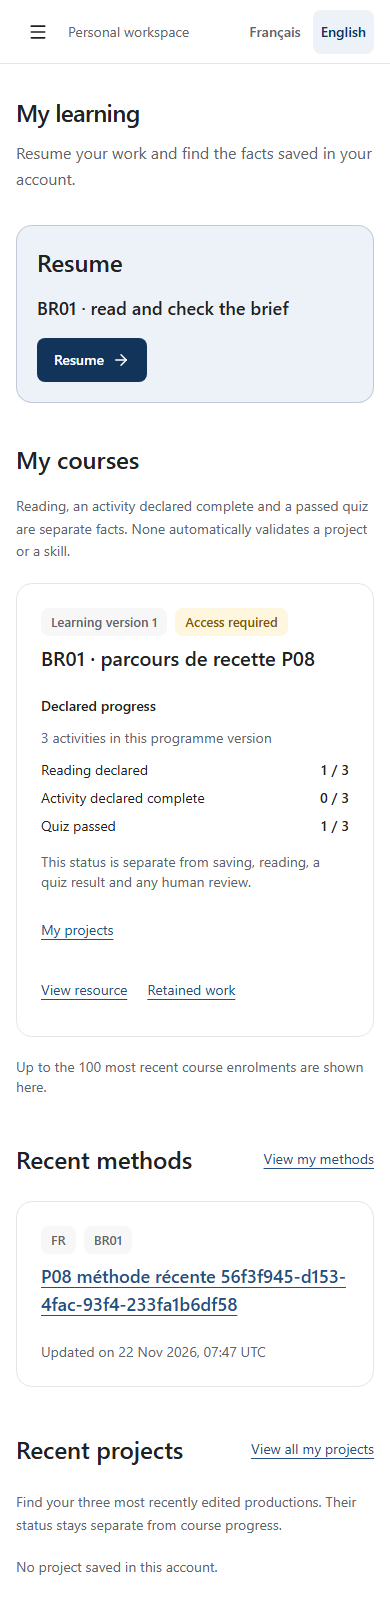 Personal workspace Français English
My learning
Resume your work and find the facts saved in your
account.
Resume
BR01 · read and check the brief
Resume →
My courses
Reading, an activity declared complete and a passed quiz
are separate facts. None automatically validates a project
or a skill.
Learning version 1 Access required
BR01 · parcours de recette P08
Declared progress
3 activities in this programme version
Reading declared 1 / 3
Activity declared complete 0 / 3
Quiz passed 1 / 3
This status is separate from saving, reading, a
quiz result and any human review.
My projects
View resource Retained work
Up to the 100 most recent course enrolments are shown
here.
Recent methods View my methods
FR BR01
P08 méthode récente 56f3f945-d153-
4fac-93f4-233fa1b6df58
Updated on 22 Nov 2026, 07:47 UTC
Recent projects View all my projects
Find your three most recently edited productions. Their
status stays separate from course progress.
No project saved in this account.